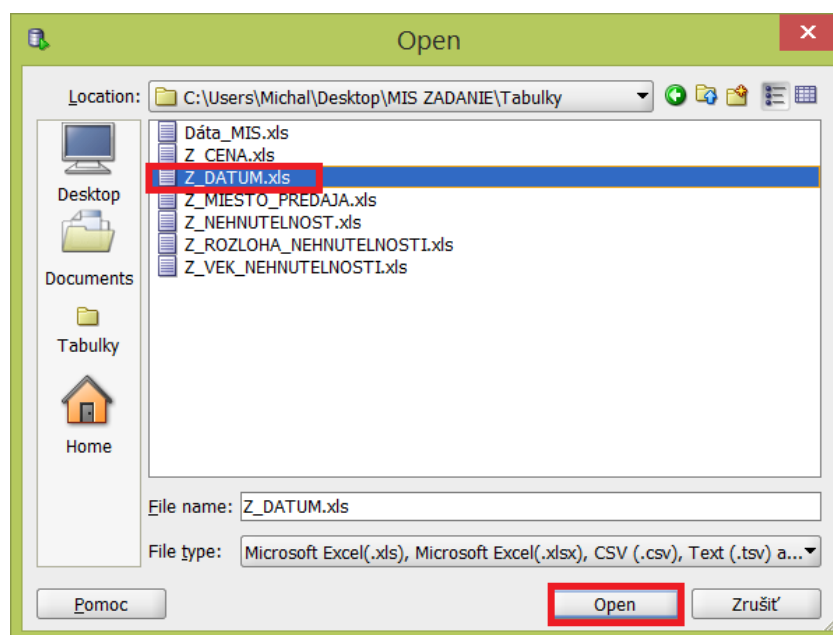 Open
Location: C:\Users\Michal\Desktop\MIS ZADANIE\Tabulky
Desktop
Documents
Tabulky
Home
Dáta_MIS.xls
Z_CENA.xls
Z_DATUM.xls
Z_MIESTO_PREDAJA.xls
Z_NEHNUTELNOST.xls
Z_ROZLOHA_NEHNUTELNOSTI.xls
Z_VEK_NEHNUTELNOSTI.xls
File name: Z_DATUM.xls
File type: Microsoft Excel(.xls), Microsoft Excel(.xlsx), CSV (.csv), Text (.tsv) a...
Pomoc Open Zrušiť